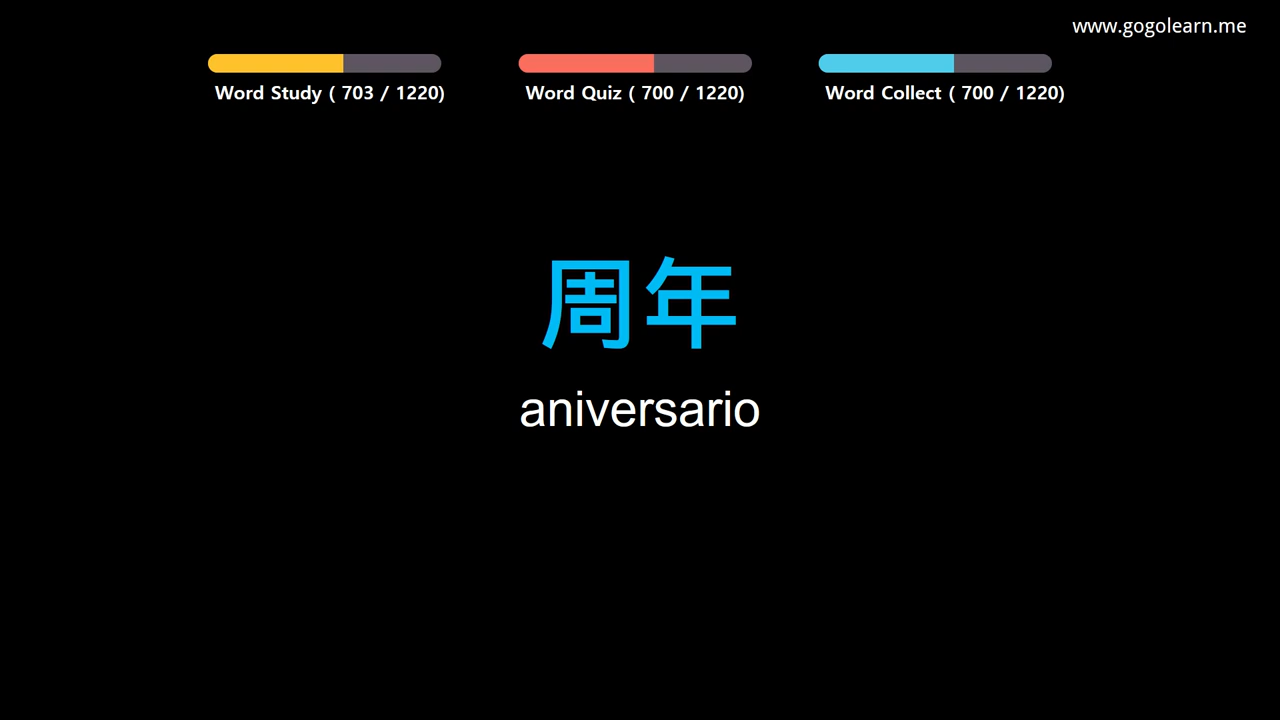 www.gogolearn.me
Word Study ( 703 / 1220)
Word Quiz ( 700 / 1220)
Word Collect ( 700 / 1220)
周年
aniversario